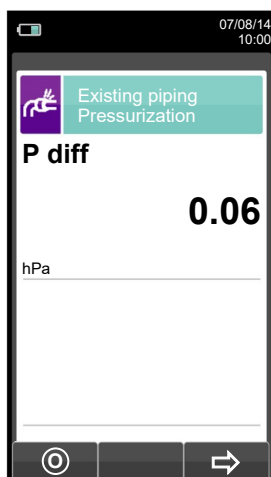 07/08/14
10:00
Existing piping
Pressurization
P diff
0.06
hPa